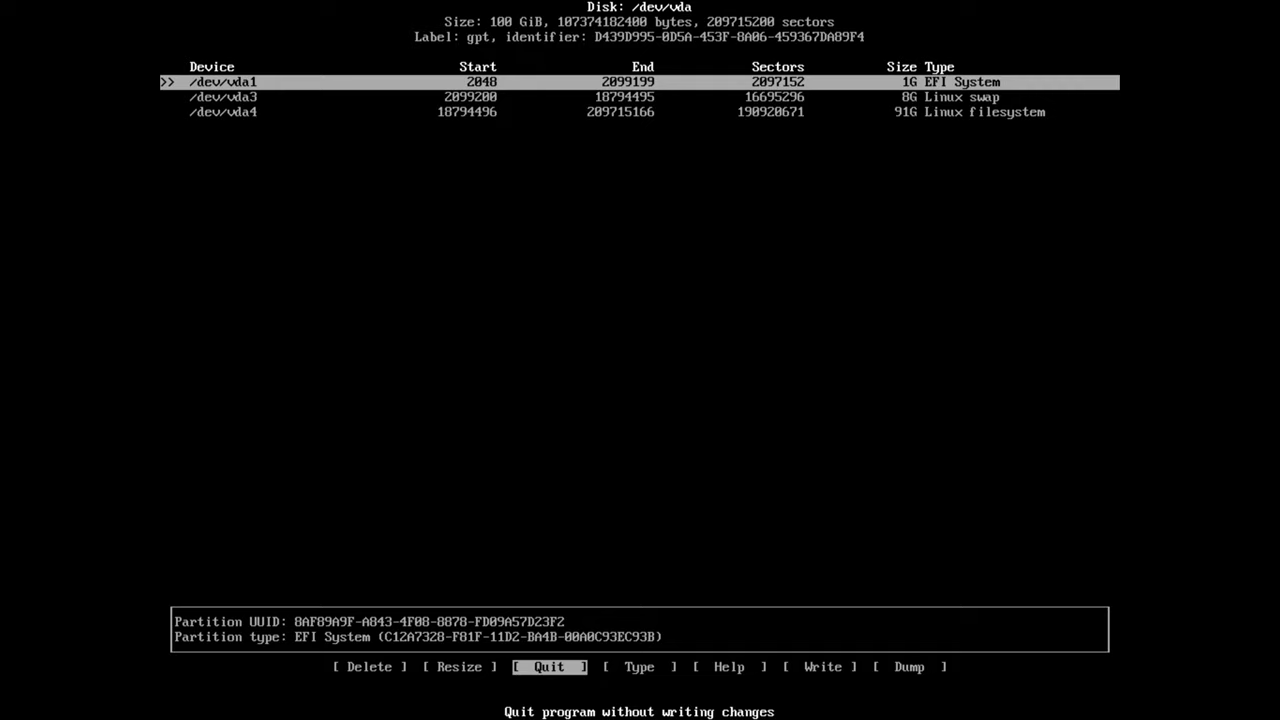 Disk: /dev/vda
Size: 100 GiB, 107374182400 bytes, 209715200 sectors
Label: gpt, identifier: D439D995-0D5A-453F-8A06-459367DA89F4
Device Start End Sectors Size Type
>> /dev/vda1 2048 2099199 2097152 1G EFI System
/dev/vda3 2099200 18794495 16695296 8G Linux swap
/dev/vda4 18794496 209715166 190920671 91G Linux filesystem
Partition UUID: 8AF89A9F-A843-4F08-8878-FD09A57D23F2
Partition type: EFI System (C12A7328-F81F-11D2-BA4B-00A0C93EC93B)
[ Delete ] [ Resize ] [ Quit ] [ Type ] [ Help ] [ Write ] [ Dump ]
Quit program without writing changes